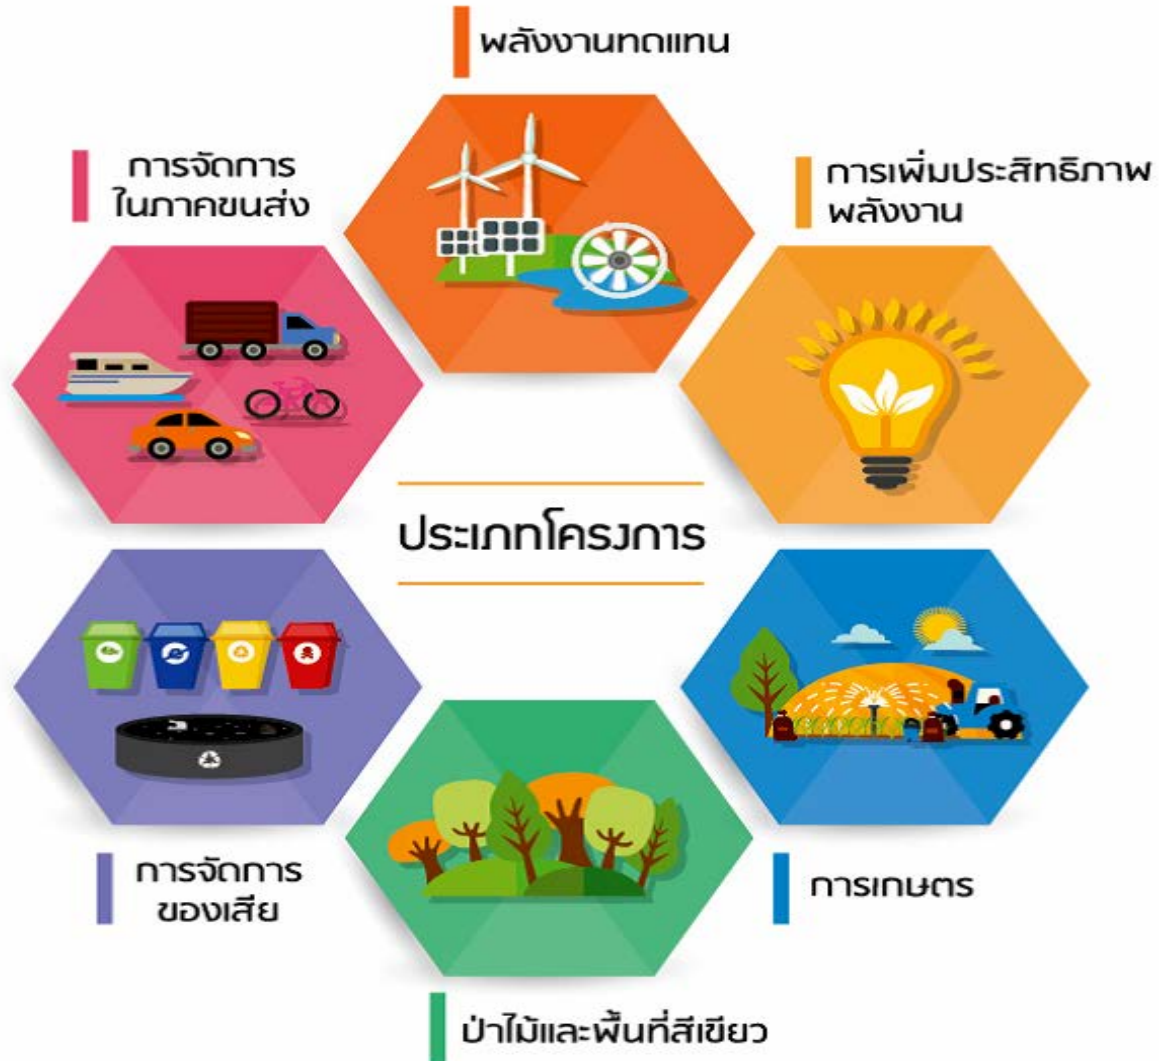 พลังงานทดแทน
การจัดการ
ในภาคขนส่ง
การเพิ่มประสิทธิภาพ
พลังงาน
ประเภทโครงการ
การจัดการ
ของเสีย
การเกษตร
ป่าไม้และพื้นที่สีเขียว